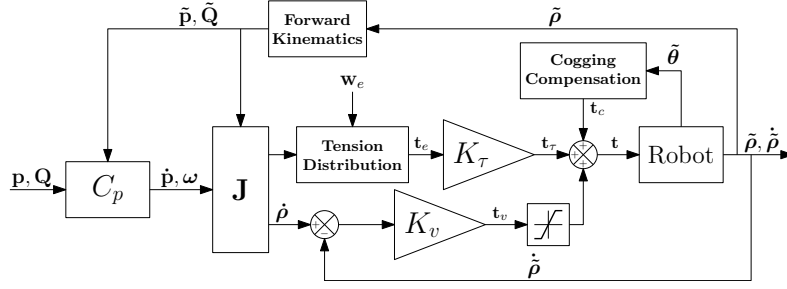 p̃, Q̃
Forward
Kinematics
ρ̃
Cogging
Compensation
θ̃
w_e
t_c
Tension
Distribution
t_e
K_τ
t_τ
t
Robot
ρ̃, ρ̃̇
p, Q
C_p
ṗ, ω
J
ρ̇
+
−
K_v
t_v
+
+
+
ρ̃̇